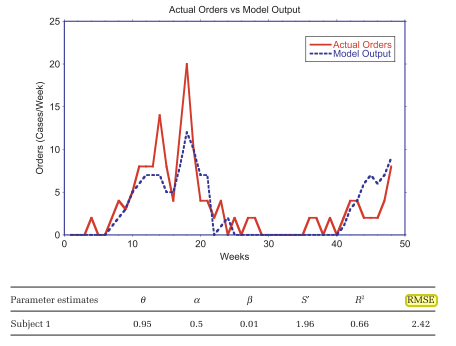 Actual Orders vs Model Output
25
20
15
10
5
0
Orders (Cases/Week)
Actual Orders
Model Output
0 10 20 30 40 50
Weeks
Parameter estimates θ α β S′ R² RMSE
Subject 1 0.95 0.5 0.01 1.96 0.66 2.42